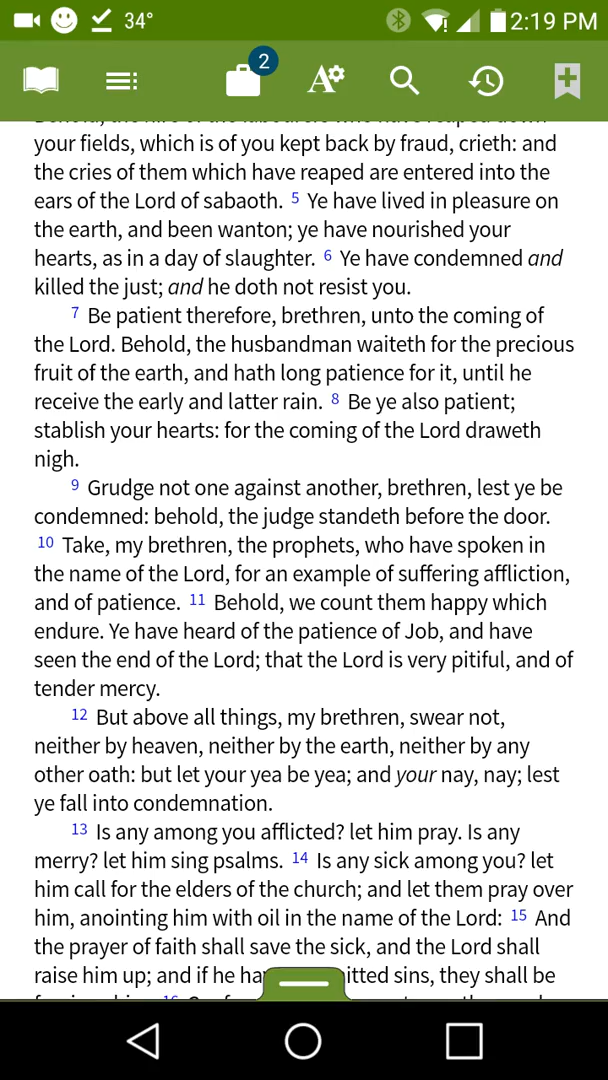 34°
2:19 PM
2
your fields, which is of you kept back by fraud, crieth: and
the cries of them which have reaped are entered into the
ears of the Lord of sabaoth. 5 Ye have lived in pleasure on
the earth, and been wanton; ye have nourished your
hearts, as in a day of slaughter. 6 Ye have condemned and
killed the just; and he doth not resist you.
7 Be patient therefore, brethren, unto the coming of
the Lord. Behold, the husbandman waiteth for the precious
fruit of the earth, and hath long patience for it, until he
receive the early and latter rain. 8 Be ye also patient;
stablish your hearts: for the coming of the Lord draweth
nigh.
9 Grudge not one against another, brethren, lest ye be
condemned: behold, the judge standeth before the door.
10 Take, my brethren, the prophets, who have spoken in
the name of the Lord, for an example of suffering affliction,
and of patience. 11 Behold, we count them happy which
endure. Ye have heard of the patience of Job, and have
seen the end of the Lord; that the Lord is very pitiful, and of
tender mercy.
12 But above all things, my brethren, swear not,
neither by heaven, neither by the earth, neither by any
other oath: but let your yea be yea; and your nay, nay; lest
ye fall into condemnation.
13 Is any among you afflicted? let him pray. Is any
merry? let him sing psalms. 14 Is any sick among you? let
him call for the elders of the church; and let them pray over
him, anointing him with oil in the name of the Lord: 15 And
the prayer of faith shall save the sick, and the Lord shall
raise him up; and if he ha itted sins, they shall be